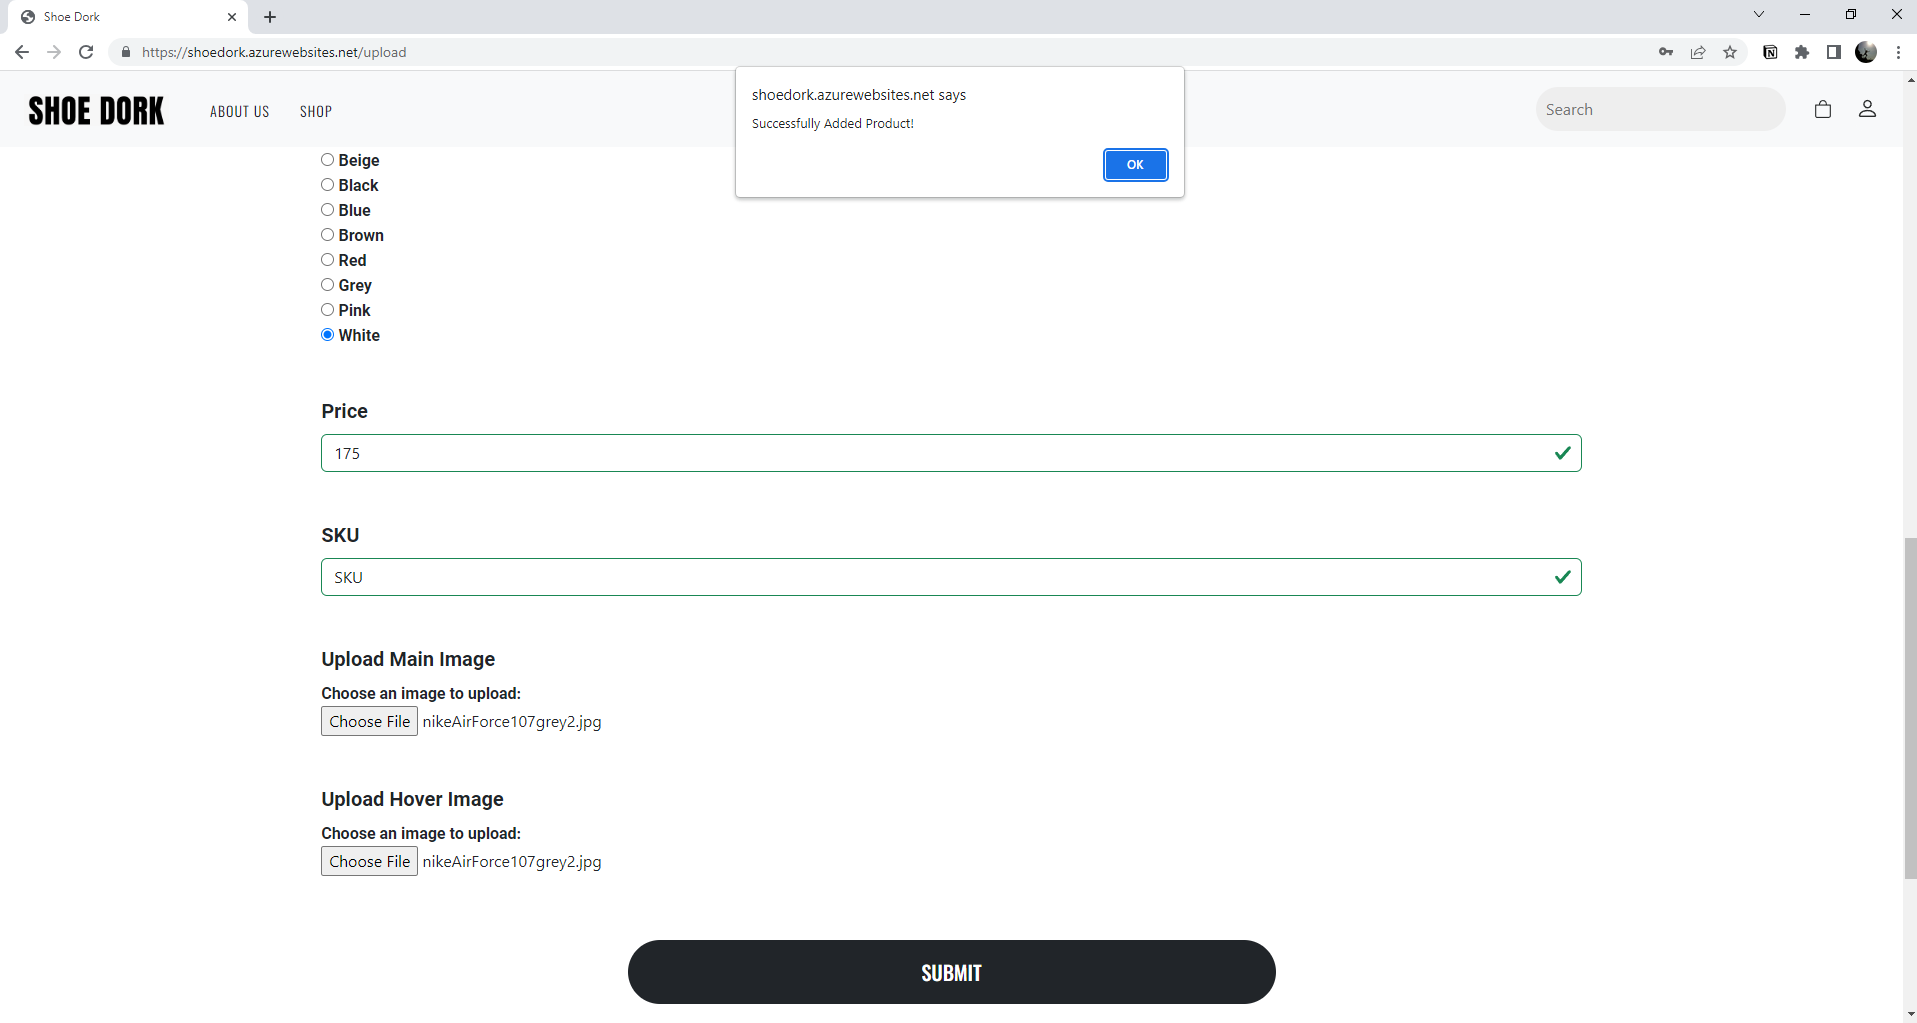 Shoe Dork
https://shoedork.azurewebsites.net/upload
SHOE DORK
ABOUT US
SHOP
Search
shoedork.azurewebsites.net says
Successfully Added Product!
OK
Beige
Black
Blue
Brown
Red
Grey
Pink
White
Price
175
SKU
SKU
Upload Main Image
Choose an image to upload:
Choose File nikeAirForce107grey2.jpg
Upload Hover Image
Choose an image to upload:
Choose File nikeAirForce107grey2.jpg
SUBMIT